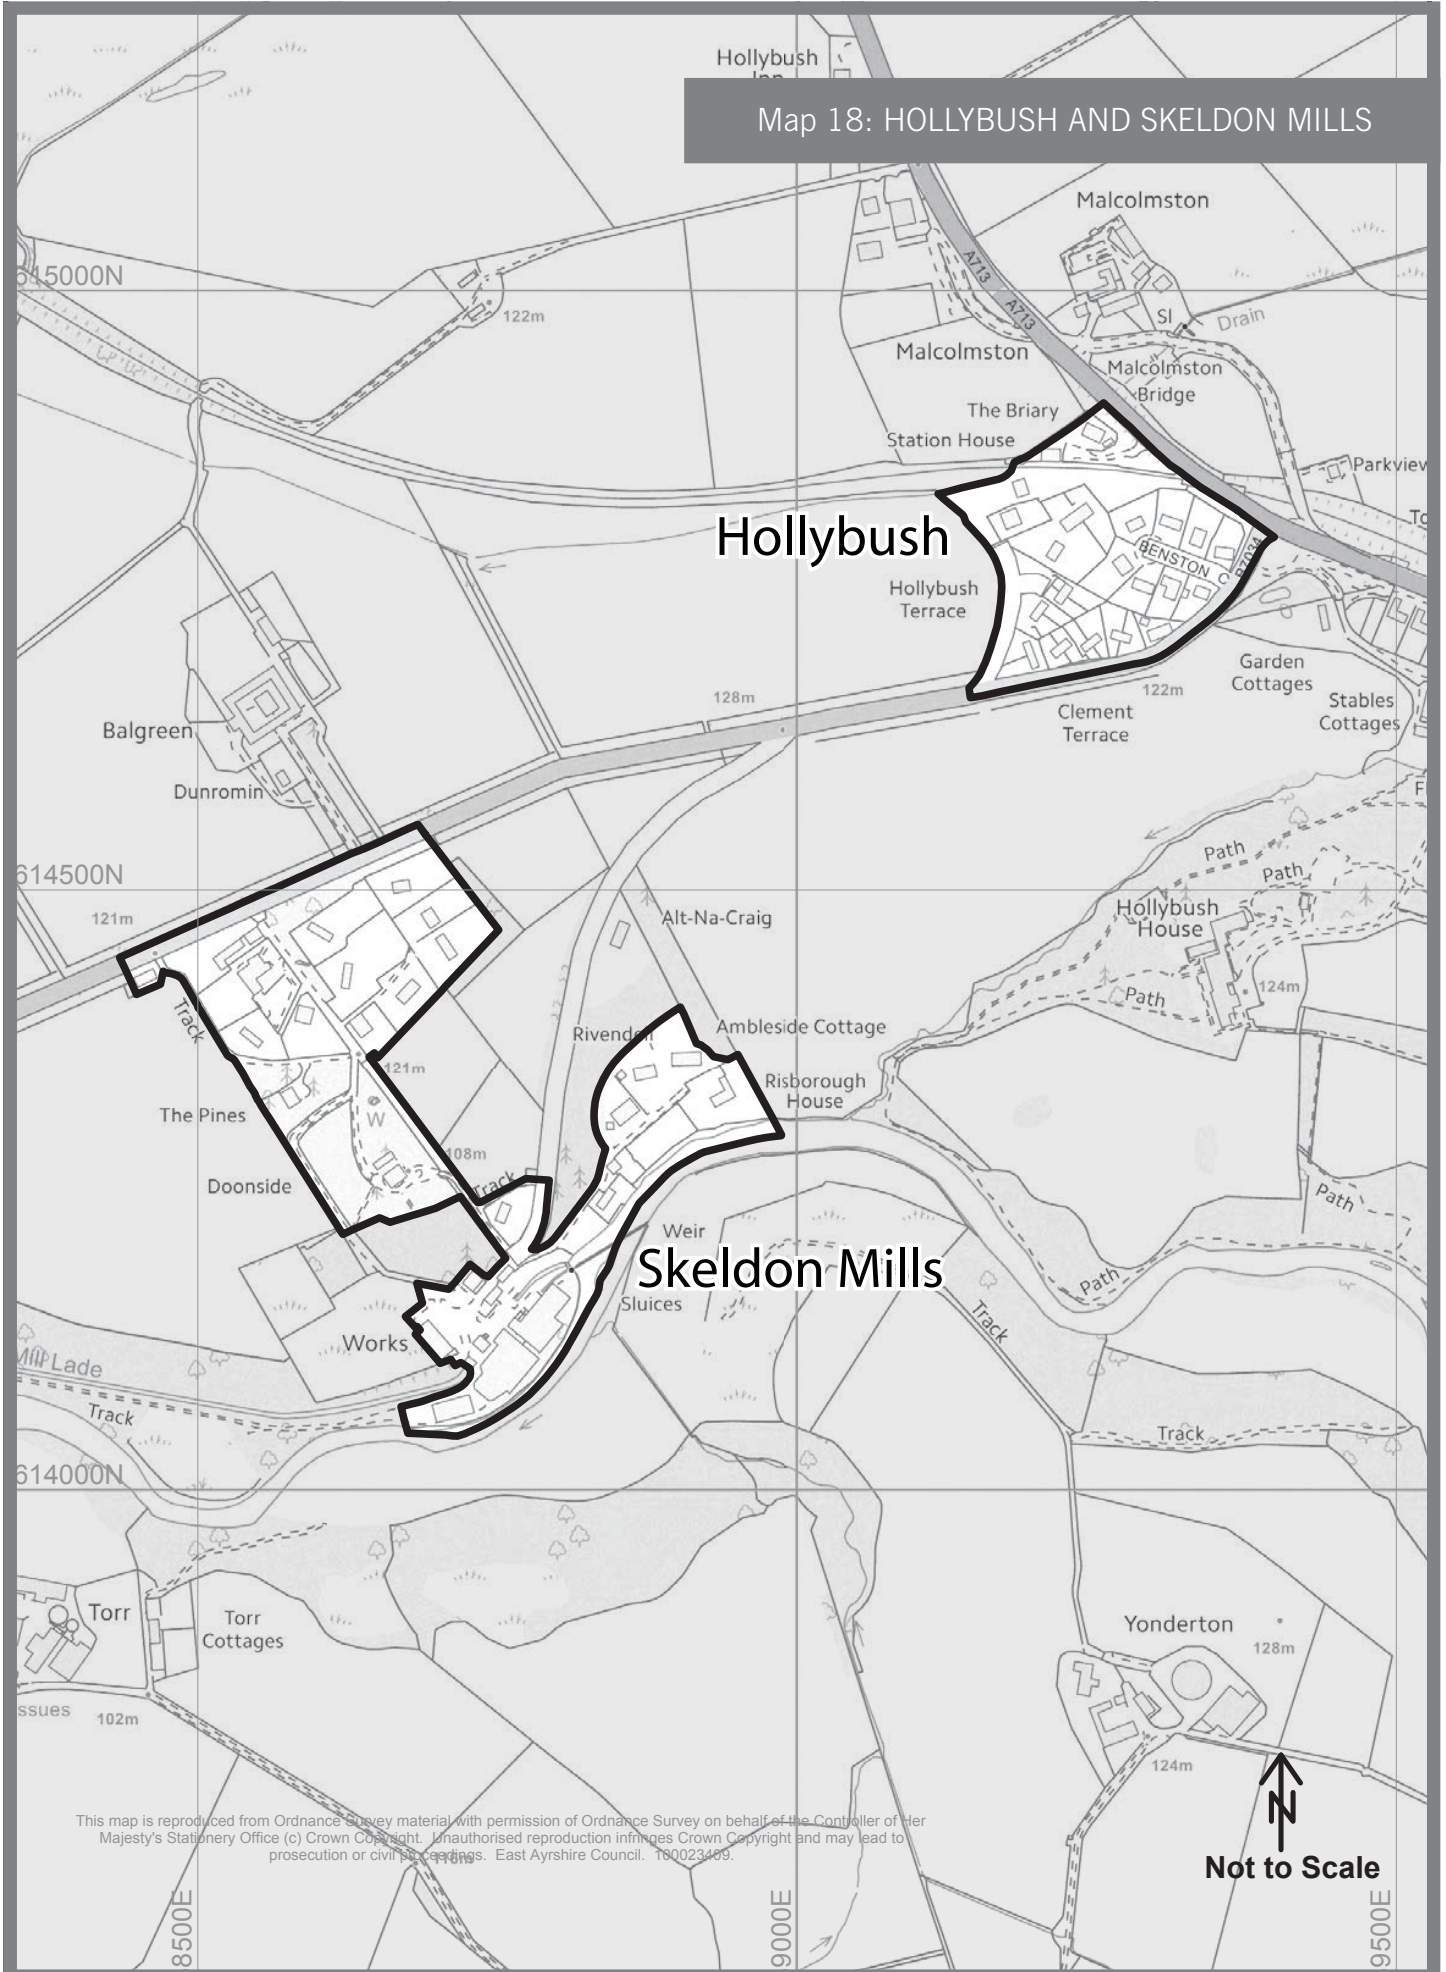 Hollybush
Inn
Map 18: HOLLYBUSH AND SKELDON MILLS
Malcolmston
615000N
A713
A713
122m
SI
Drain
Malcolmston
Malcolmston
Bridge
The Briary
Station House
Parkview
Hollybush
BENSTON C
B7034
Hollybush
Terrace
Garden
Cottages
122m
Stables
Cottages
128m
Clement
Terrace
Balgreen
Dunromin
614500N
Path
Path
121m
Alt-Na-Craig
Hollybush
House
124m
Path
Track
Rivendell
Ambleside Cottage
121m
Risborough
House
The Pines
W
108m
Doonside
Track
Path
Weir
Skeldon Mills
Path
Sluices
Track
Works
Mill Lade
Track
Track
614000N
Torr
Torr
Cottages
Yonderton
128m
ssues
102m
124m
This map is reproduced from Ordnance Survey material with permission of Ordnance Survey on behalf of the Controller of Her
Majesty's Stationery Office (c) Crown Copyright. Unauthorised reproduction infringes Crown Copyright and may lead to
prosecution or civil proceedings. East Ayrshire Council. 100023409.
N
Not to Scale
8500E
9000E
9500E